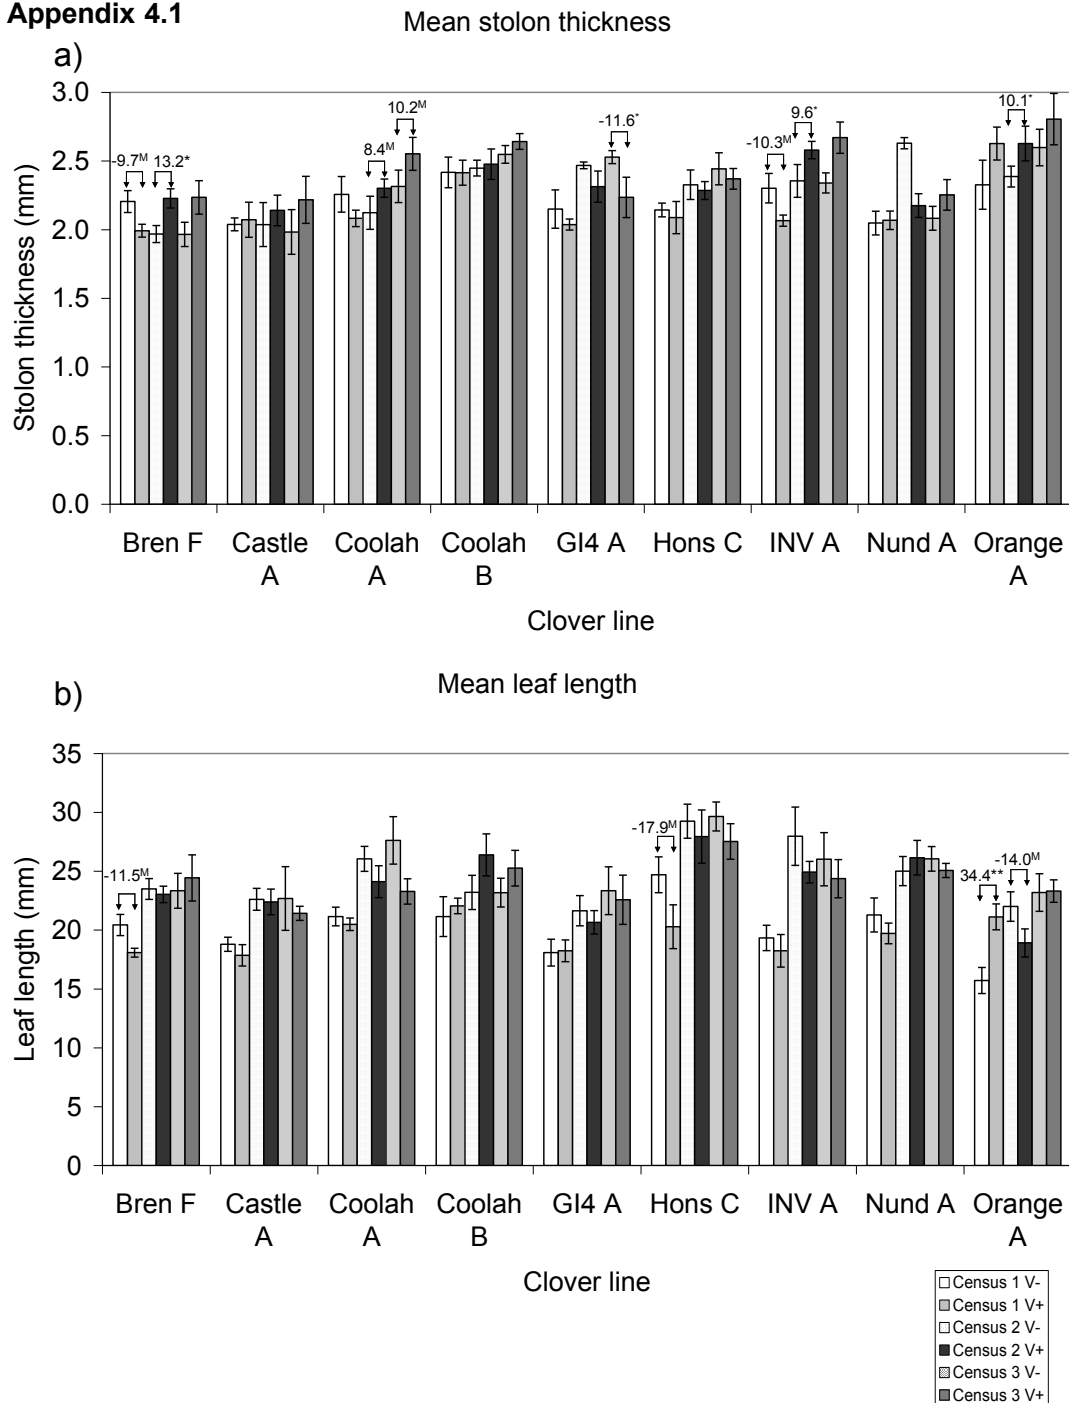 Appendix 4.1
Mean stolon thickness
a)
3.0
2.5
2.0
1.5
1.0
0.5
0.0
Stolon thickness (mm)
-9.7ᴹ
13.2*
8.4ᴹ
10.2ᴹ
-11.6*
-10.3ᴹ
9.6*
10.1*
Bren F
Castle A
Coolah A
Coolah B
GI4 A
Hons C
INV A
Nund A
Orange A
Clover line
b)
Mean leaf length
35
30
25
20
15
10
5
0
Leaf length (mm)
-11.5ᴹ
-17.9ᴹ
34.4**
-14.0ᴹ
Bren F
Castle A
Coolah A
Coolah B
GI4 A
Hons C
INV A
Nund A
Orange A
Clover line
Census 1 V-
Census 1 V+
Census 2 V-
Census 2 V+
Census 3 V-
Census 3 V+